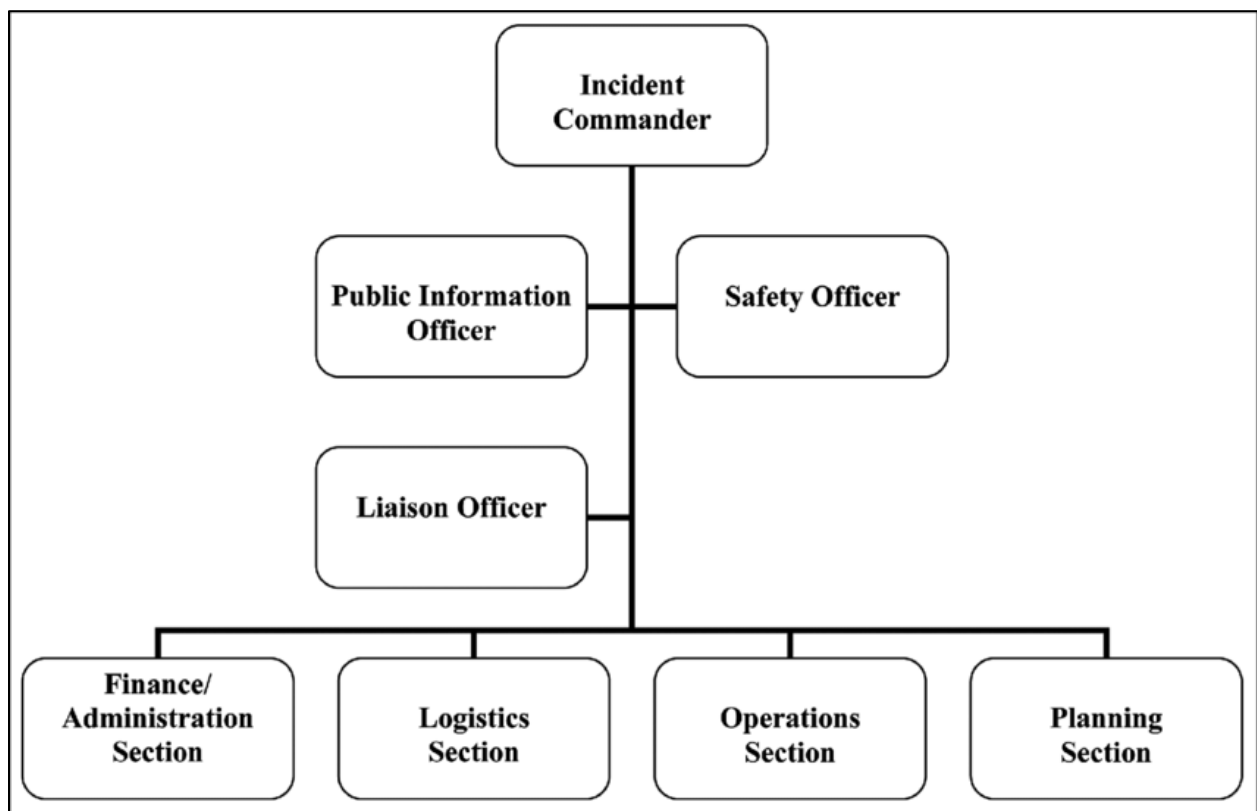 Incident
Commander
Public Information
Officer
Safety Officer
Liaison Officer
Finance/
Administration
Section
Logistics
Section
Operations
Section
Planning
Section